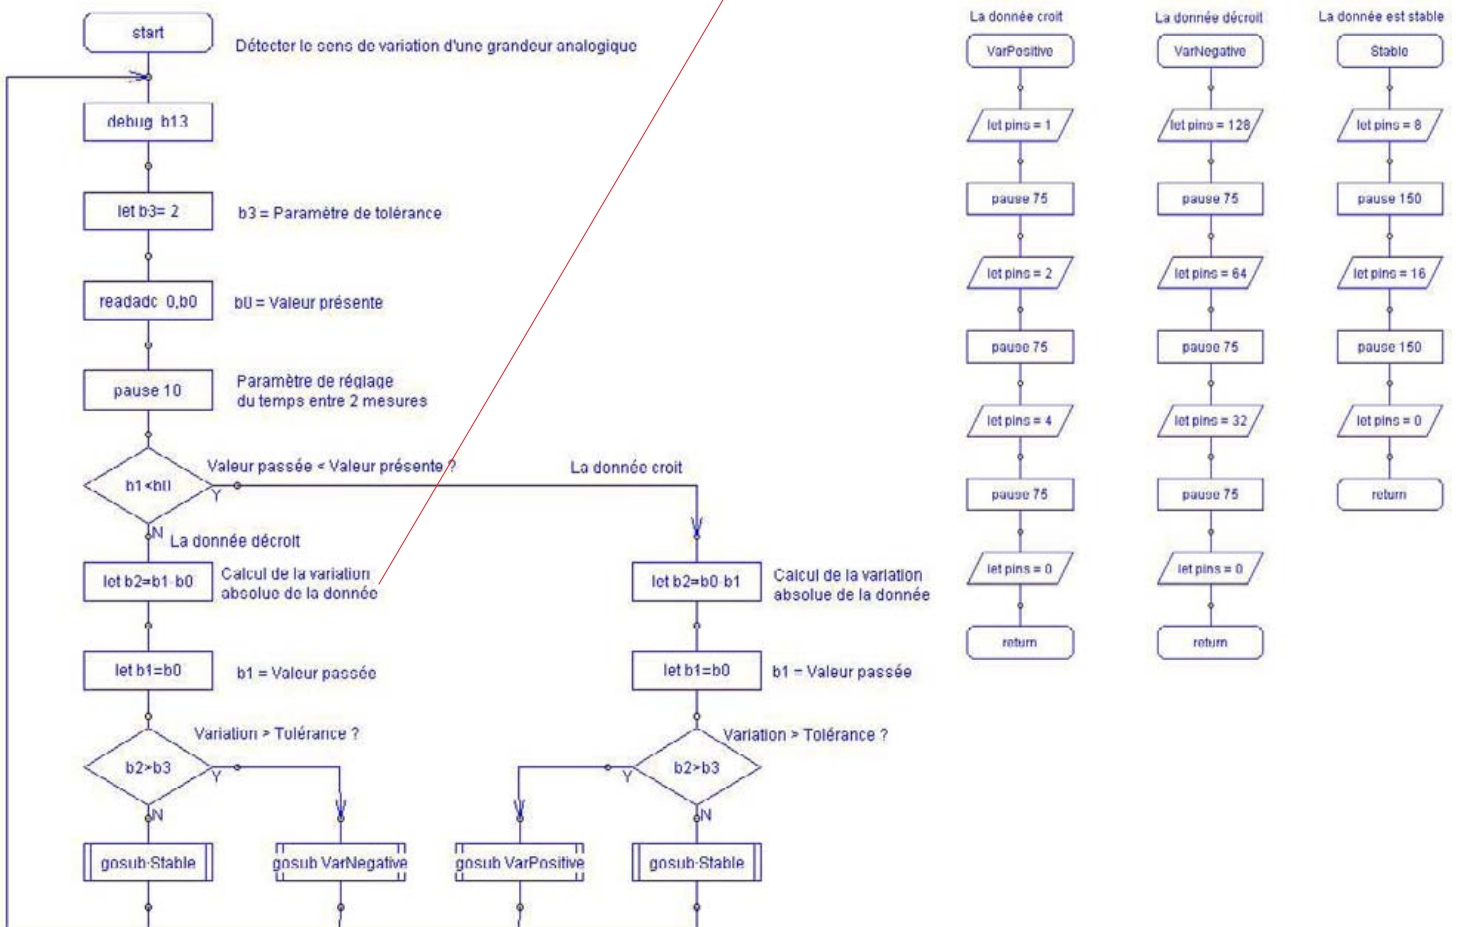 start
Détecter le sens de variation d'une grandeur analogique
debug b13
let b3= 2
b3 = Paramètre de tolérance
readadc 0,b0
b0 = Valeur présente
pause 10
Paramètre de réglage
du temps entre 2 mesures
b1<b0
Valeur passée < Valeur présente ?
Y
La donnée croit
N
La donnée décroit
let b2=b1-b0
Calcul de la variation
absolue de la donnée
let b1=b0
b1 = Valeur passée
Variation > Tolérance ?
b2>b3
Y
N
gosub Stable
gosub VarNegative
let b2=b0-b1
Calcul de la variation
absolue de la donnée
let b1=b0
b1 = Valeur passée
Variation > Tolérance ?
b2>b3
Y
N
gosub VarPositive
gosub Stable
La donnée croit
VarPositive
let pins = 1
pause 75
let pins = 2
pause 75
let pins = 4
pause 75
let pins = 0
return
La donnée décroit
VarNegative
let pins = 128
pause 75
let pins = 64
pause 75
let pins = 32
pause 75
let pins = 0
return
La donnée est stable
Stable
let pins = 8
pause 150
let pins = 16
pause 150
let pins = 0
return